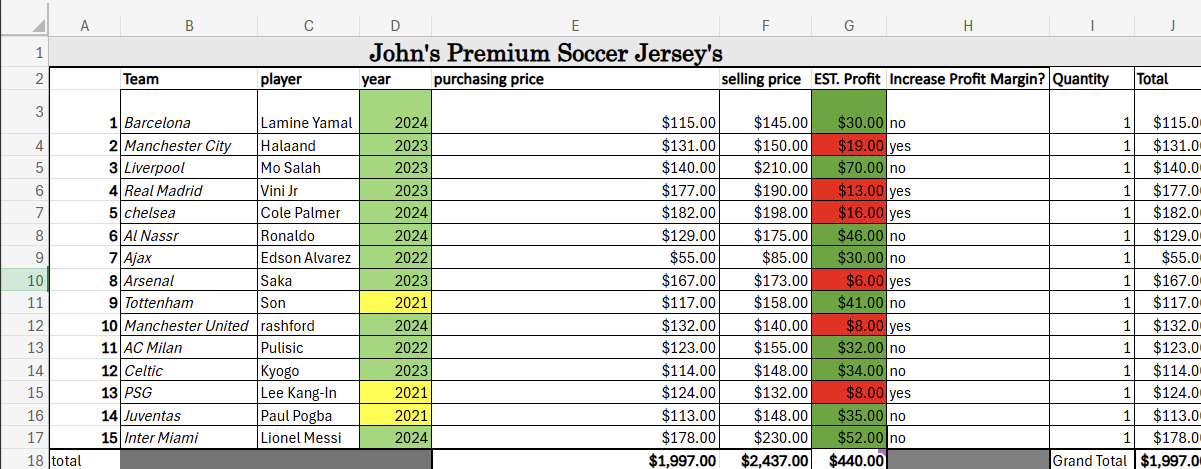 A B C D E F G H I J
1 John's Premium Soccer Jersey's
2 Team player year purchasing price selling price EST. Profit Increase Profit Margin? Quantity Total
3 1 Barcelona Lamine Yamal 2024 $115.00 $145.00 $30.00 no 1 $115.0
4 2 Manchester City Halaand 2023 $131.00 $150.00 $19.00 yes 1 $131.0
5 3 Liverpool Mo Salah 2023 $140.00 $210.00 $70.00 no 1 $140.0
6 4 Real Madrid Vini Jr 2023 $177.00 $190.00 $13.00 yes 1 $177.0
7 5 chelsea Cole Palmer 2024 $182.00 $198.00 $16.00 yes 1 $182.0
8 6 Al Nassr Ronaldo 2024 $129.00 $175.00 $46.00 no 1 $129.0
9 7 Ajax Edson Alvarez 2022 $55.00 $85.00 $30.00 no 1 $55.0
10 8 Arsenal Saka 2023 $167.00 $173.00 $6.00 yes 1 $167.0
11 9 Tottenham Son 2021 $117.00 $158.00 $41.00 no 1 $117.0
12 10 Manchester United rashford 2024 $132.00 $140.00 $8.00 yes 1 $132.0
13 11 AC Milan Pulisic 2022 $123.00 $155.00 $32.00 no 1 $123.0
14 12 Celtic Kyogo 2023 $114.00 $148.00 $34.00 no 1 $114.0
15 13 PSG Lee Kang-In 2021 $124.00 $132.00 $8.00 yes 1 $124.0
16 14 Juventas Paul Pogba 2021 $113.00 $148.00 $35.00 no 1 $113.0
17 15 Inter Miami Lionel Messi 2024 $178.00 $230.00 $52.00 no 1 $178.0
18 total $1,997.00 $2,437.00 $440.00 Grand Total $1,997.0